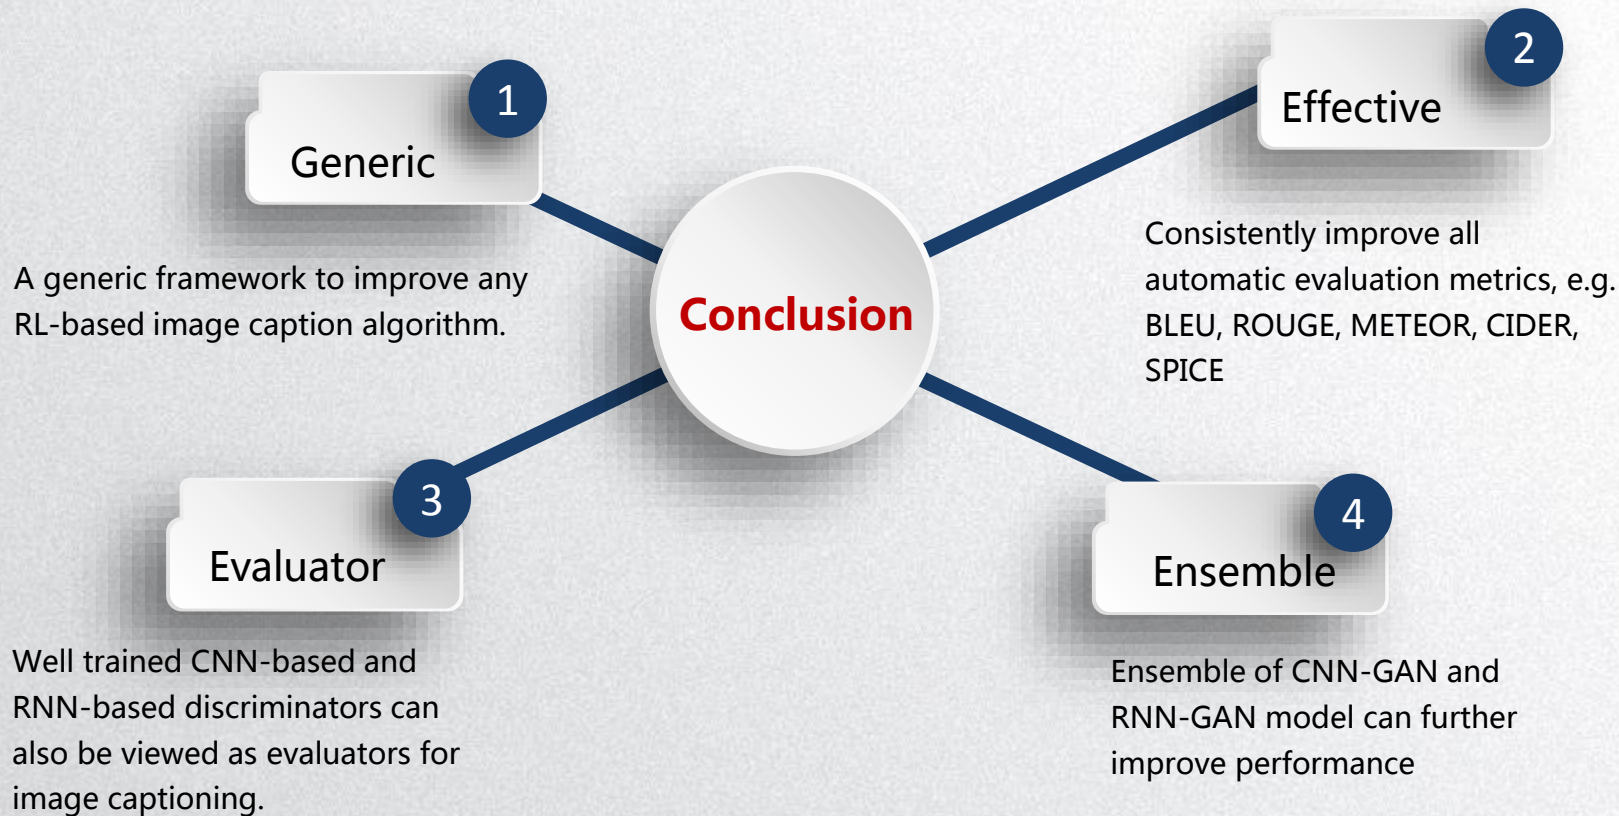 1
Generic
A generic framework to improve any
RL-based image caption algorithm.
2
Effective
Consistently improve all
automatic evaluation metrics, e.g.
BLEU, ROUGE, METEOR, CIDER,
SPICE
Conclusion
3
Evaluator
Well trained CNN-based and
RNN-based discriminators can
also be viewed as evaluators for
image captioning.
4
Ensemble
Ensemble of CNN-GAN and
RNN-GAN model can further
improve performance